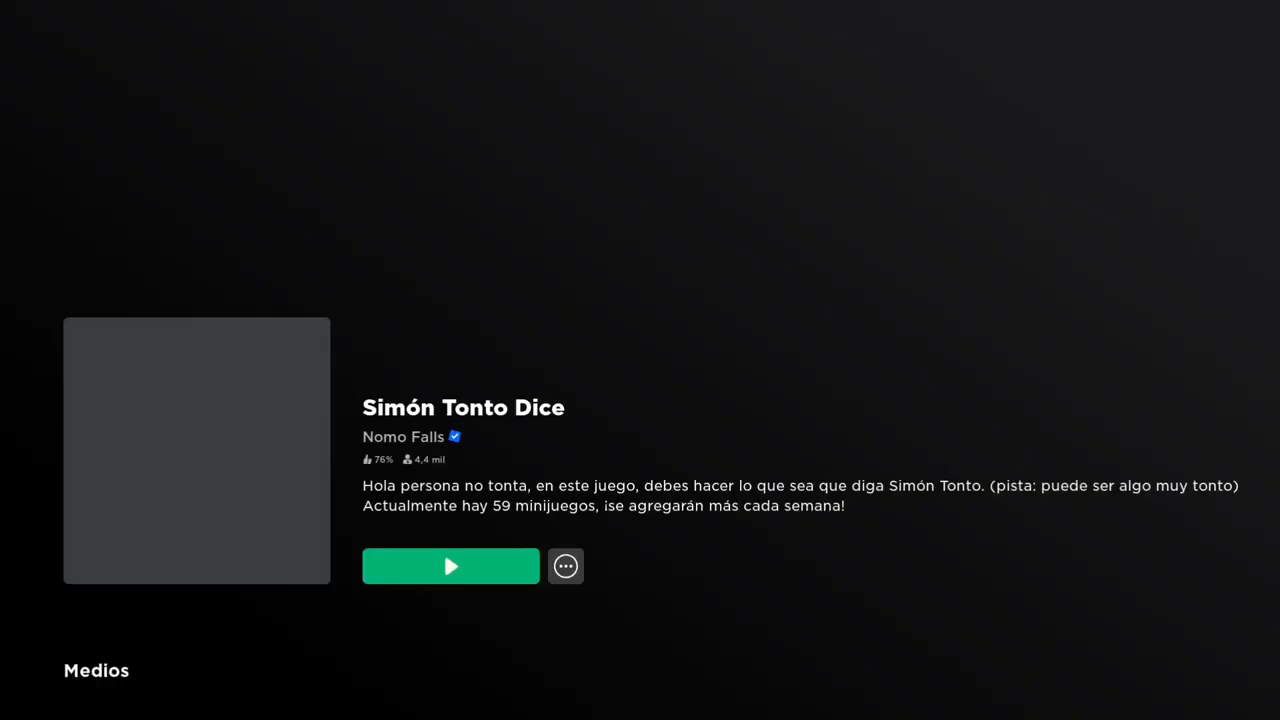 Simón Tonto Dice
Nomo Falls
76% 4,4 mil
Hola persona no tonta, en este juego, debes hacer lo que sea que diga Simón Tonto. (pista: puede ser algo muy tonto)
Actualmente hay 59 minijuegos, ¡se agregarán más cada semana!
Medios